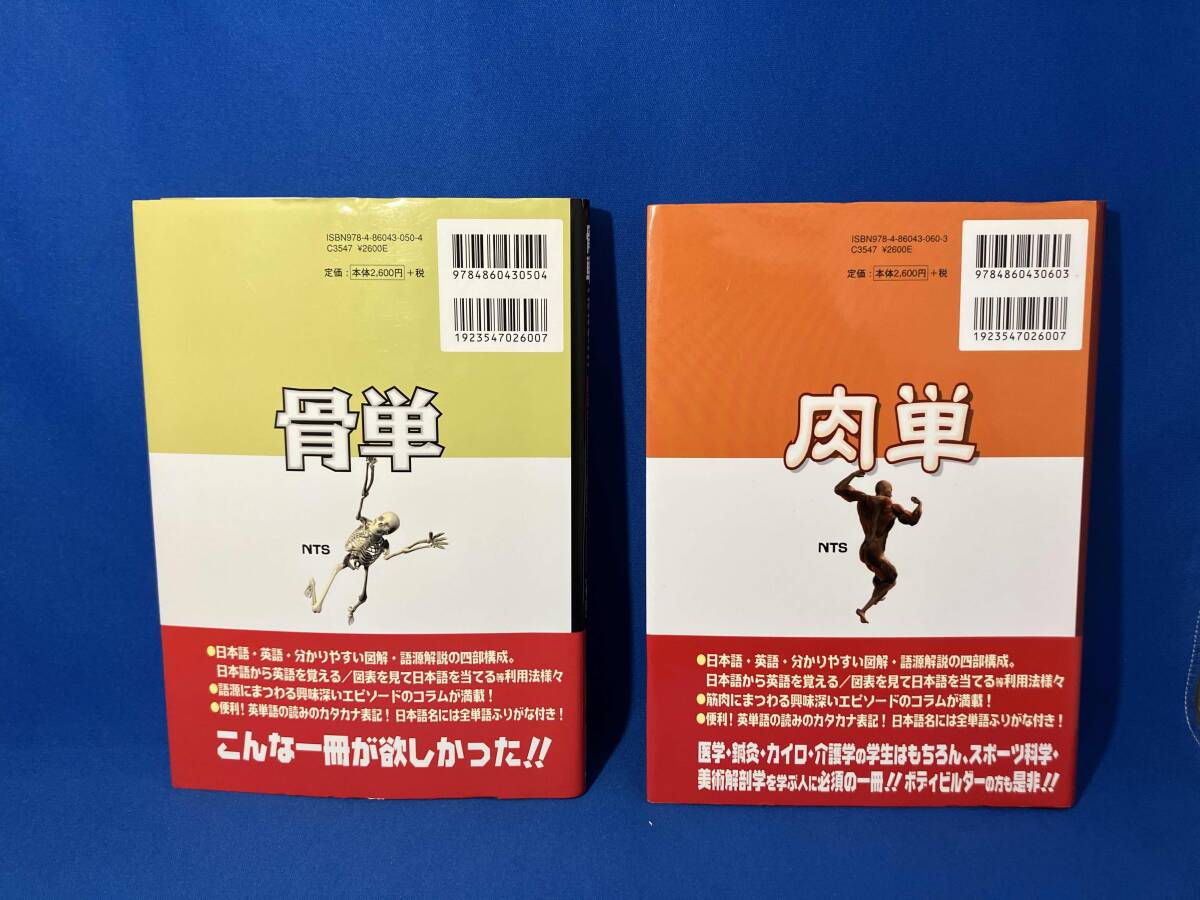 ISBN978-4-86043-050-4
C3547 ¥2600E
定価：本体2,600円＋税
9784860430504
1923547026007
骨単
NTS
●日本語・英語・分かりやすい図解・語源解説の四部構成。
日本語から英語を覚える／図表を見て日本語を当てる等利用法様々
●語源にまつわる興味深いエピソードのコラムが満載！
●便利！英単語の読みのカタカナ表記！日本語名には全単語ふりがな付き！
こんな一冊が欲しかった!!
ISBN978-4-86043-060-3
C3547 ¥2600E
定価：本体2,600円＋税
9784860430603
1923547026007
肉単
NTS
●日本語・英語・分かりやすい図解・語源解説の四部構成。
日本語から英語を覚える／図表を見て日本語を当てる等利用法様々
●筋肉にまつわる興味深いエピソードのコラムが満載！
●便利！英単語の読みのカタカナ表記！日本語名には全単語ふりがな付き！
医学・鍼灸・カイロ・介護学の学生はもちろん、スポーツ科学・
美術解剖学を学ぶ人に必須の一冊!!ボディビルダーの方も是非!!